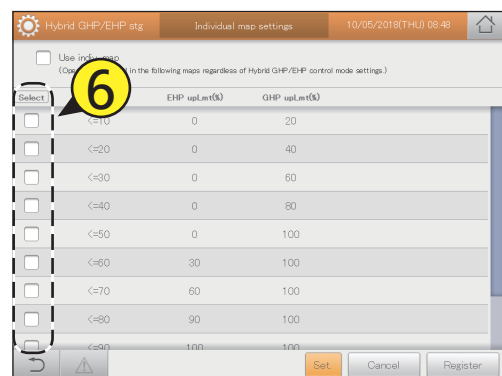 Hybrid GHP/EHP stg Individual map settings 10/05/2018(THU) 08:48
Use indiv map
in the following maps regardless of Hybrid GHP/EHP control mode settings.)
6
Select EHP upLmt(%) GHP upLmt(%)
<=10 0 20
<=20 0 40
<=30 0 60
<=40 0 80
<=50 0 100
<=60 30 100
<=70 60 100
<=80 90 100
<=90 100 100
Set Cancel Register